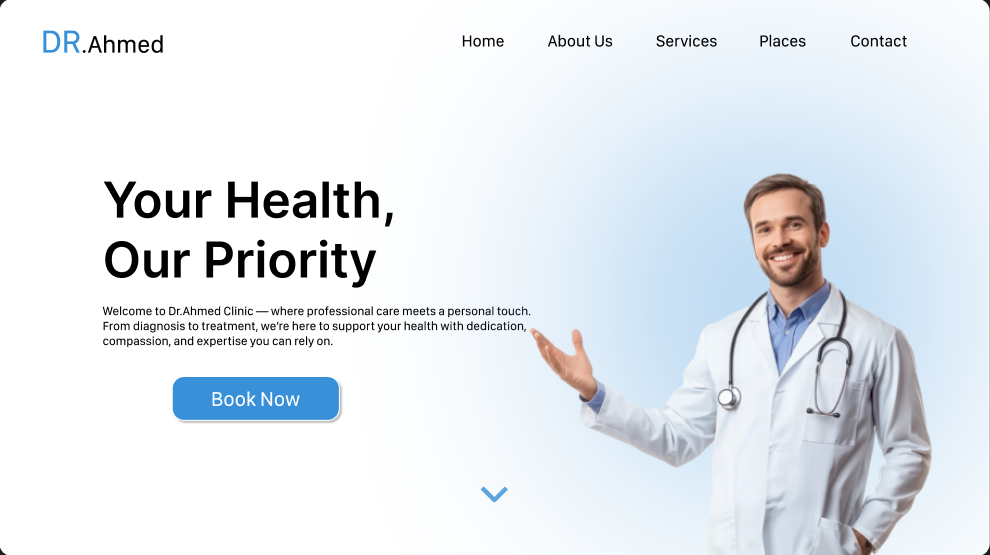 DR.Ahmed
Home About Us Services Places Contact
Your Health,
Our Priority
Welcome to Dr.Ahmed Clinic — where professional care meets a personal touch.
From diagnosis to treatment, we're here to support your health with dedication,
compassion, and expertise you can rely on.
Book Now